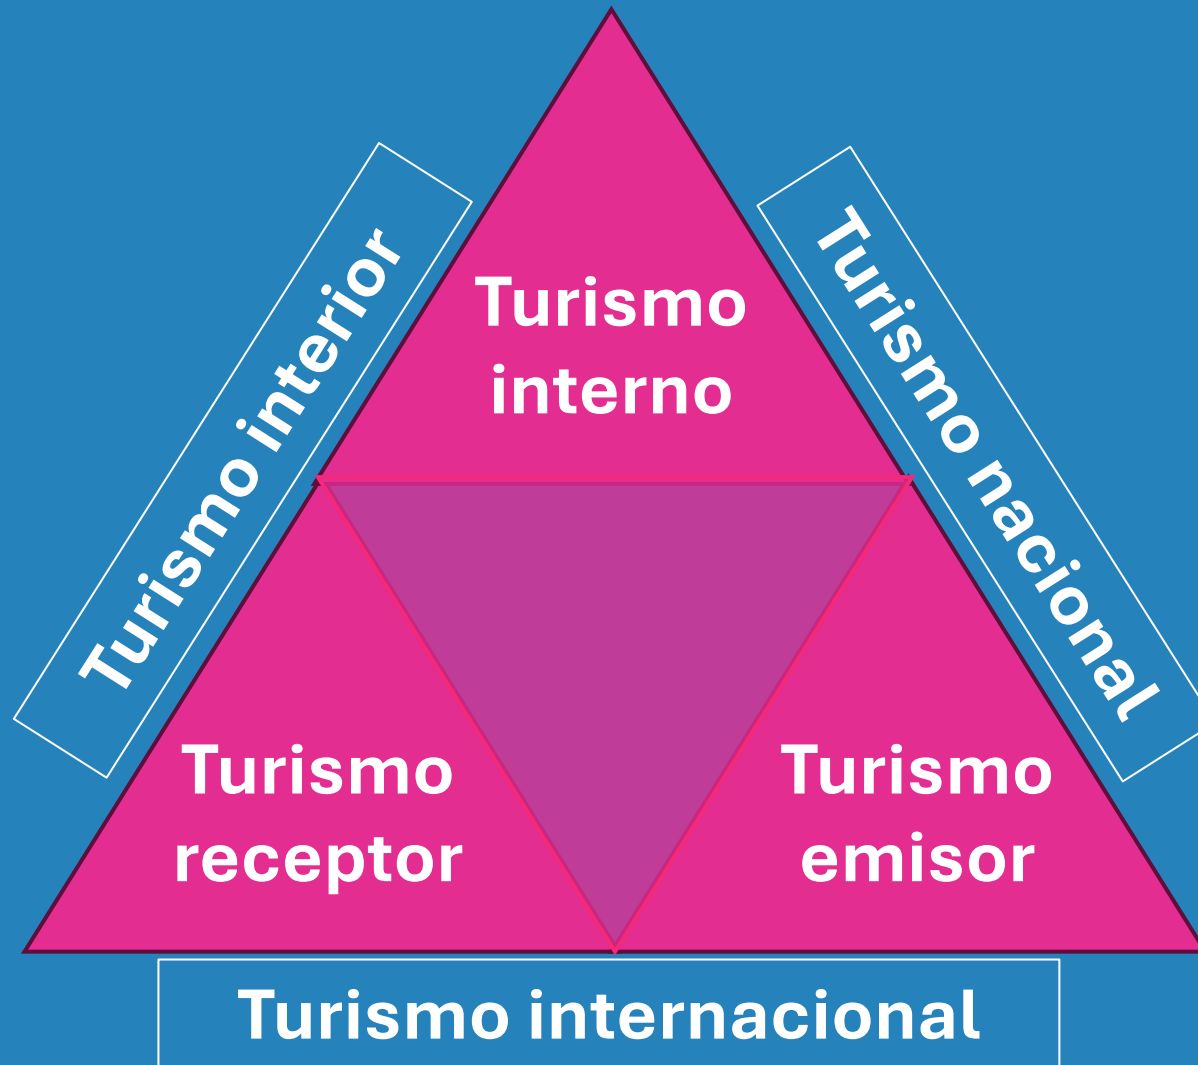 Turismo interior
Turismo nacional
Turismo
interno
Turismo
receptor
Turismo
emisor
Turismo internacional